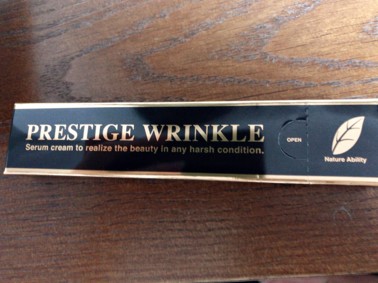 PRESTIGE WRINKLE
Serum cream to realize the beauty in any harsh condition.
OPEN
Nature Ability